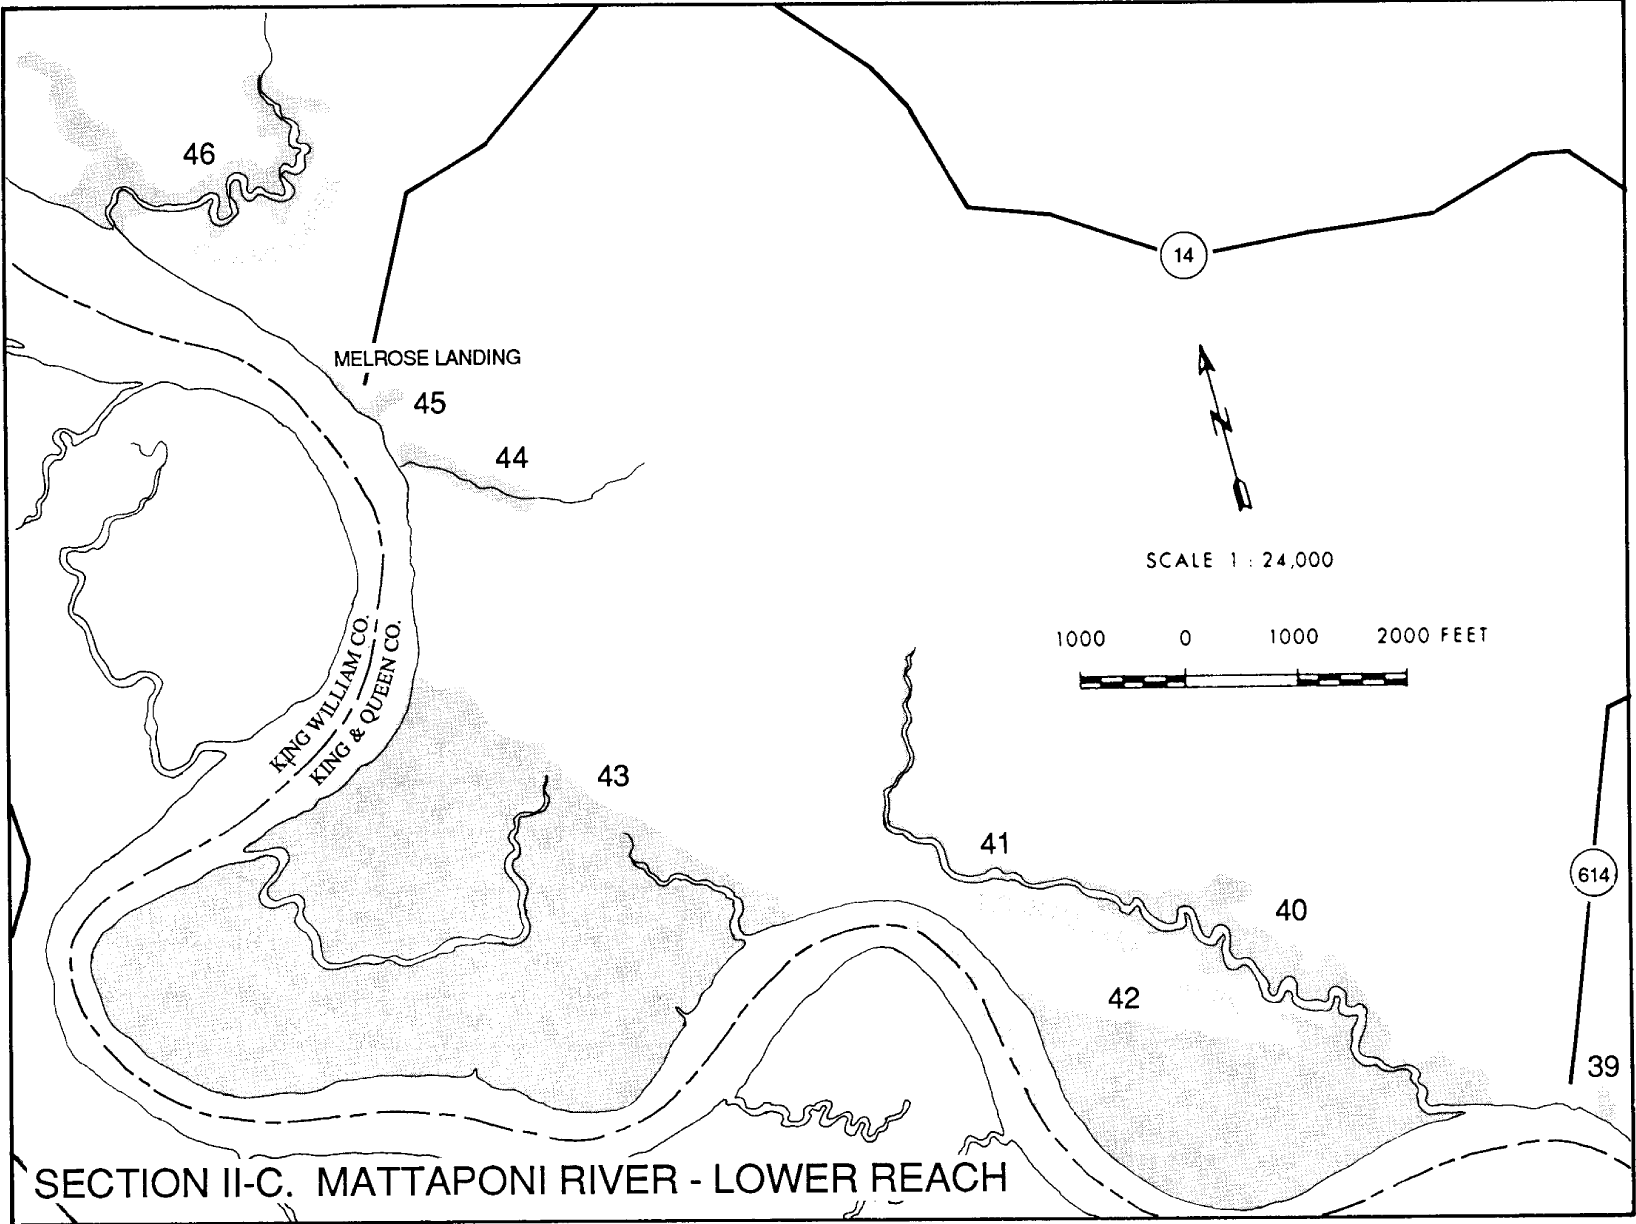 46
14
MELROSE LANDING
45
44
N
SCALE 1 : 24,000
1000 0 1000 2000 FEET
KING WILLIAM CO.
KING & QUEEN CO.
43
41
614
40
42
39
SECTION II-C. MATTAPONI RIVER - LOWER REACH